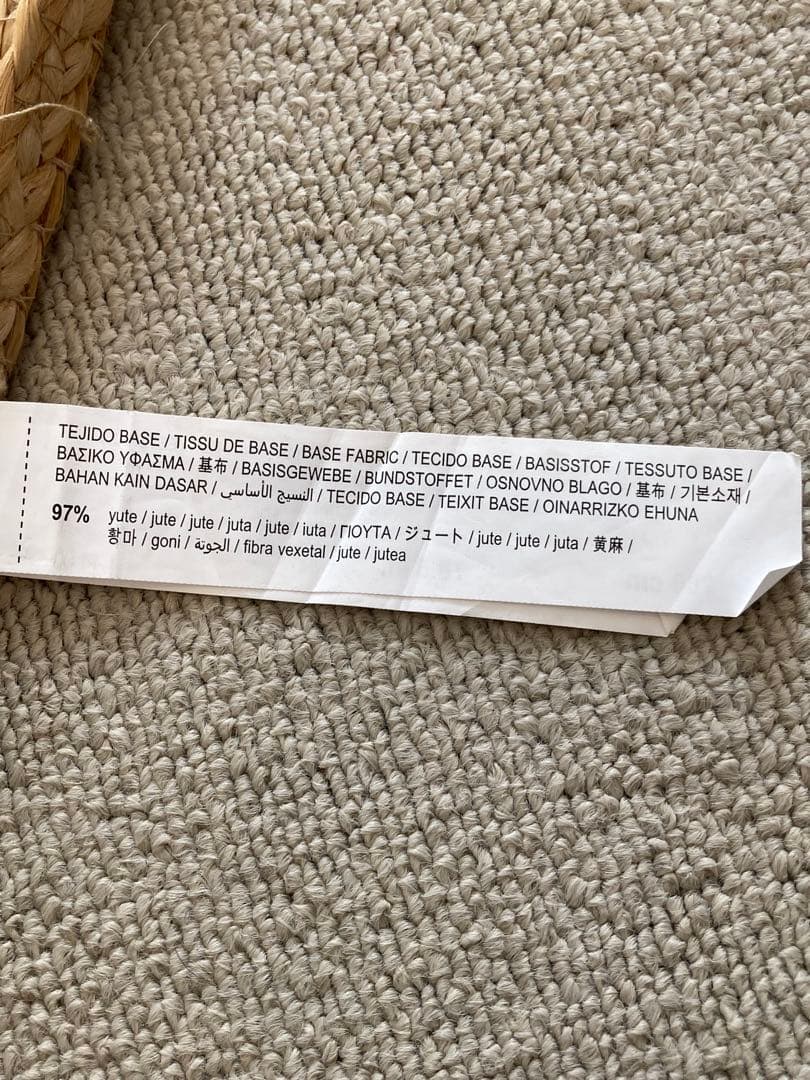 TEJIDO BASE / TISSU DE BASE / BASE FABRIC / TECIDO BASE / BASISSTOF / TESSUTO BASE /
ΒΑΣΙΚΟ ΥΦΑΣΜΑ / 基布 / BASISGEWEBE / BUNDSTOFFET / OSNOVNO BLAGO / 基布 / 기본소재 /
BAHAN KAIN DASAR / النسيج الأساسي / TECIDO BASE / TEIXIT BASE / OINARRIZKO EHUNA
97% yute / jute / jute / juta / jute / iuta / ΓΙΟΥΤΑ / ジュート / jute / jute / juta / 黄麻 /
황마 / goni / الجوتة / fibra vexetal / jute / jutea